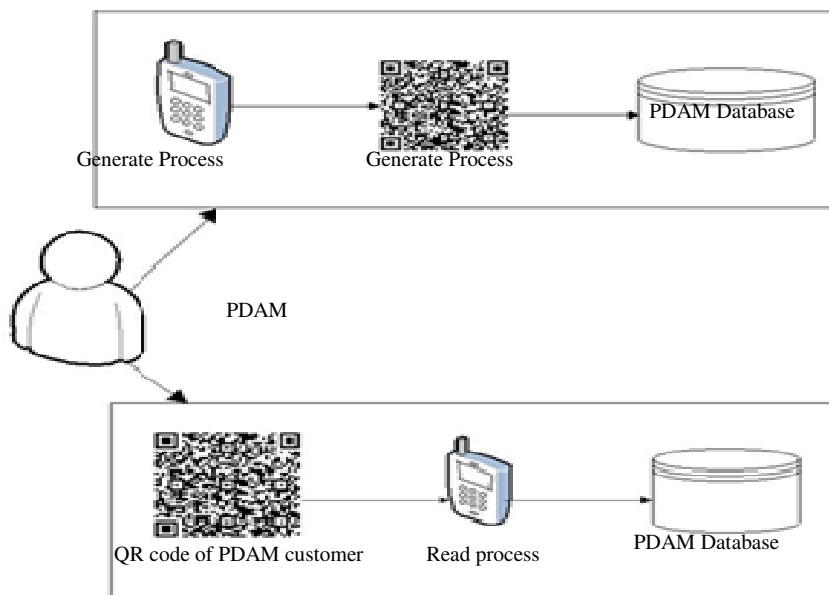 PDAM Database
Generate Process
Generate Process
PDAM
QR code of PDAM customer
Read process
PDAM Database